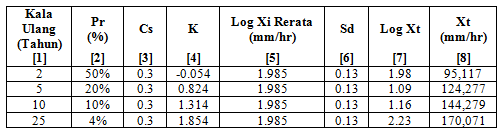 Kala Ulang (Tahun) [1] Pr (%) [2] Cs [3] K [4] Log Xi Rerata (mm/hr) [5] Sd [6] Log Xt [7] Xt (mm/hr) [8]
2 50% 0.3 -0.054 1.985 0.13 1.98 95,117
5 20% 0.3 0.824 1.985 0.13 1.09 124,277
10 10% 0.3 1.314 1.985 0.13 1.16 144,279
25 4% 0.3 1.854 1.985 0.13 2.23 170,071